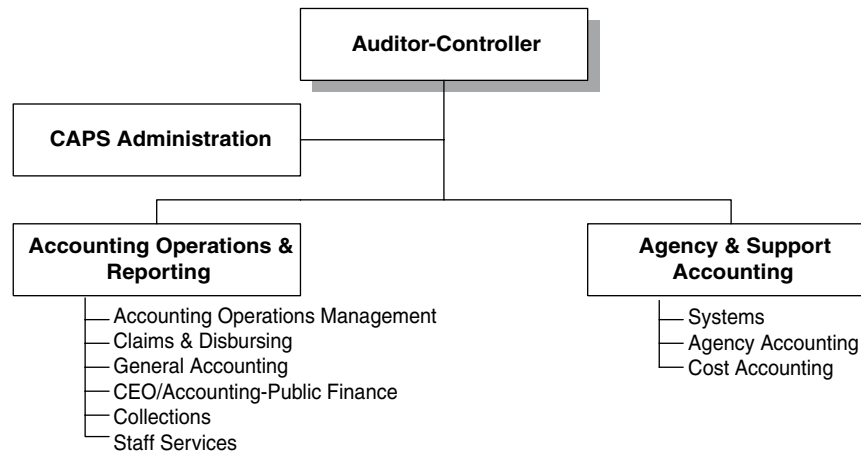 Auditor-Controller
CAPS Administration
Accounting Operations &
Reporting
Accounting Operations Management
Claims & Disbursing
General Accounting
CEO/Accounting-Public Finance
Collections
Staff Services
Agency & Support
Accounting
Systems
Agency Accounting
Cost Accounting